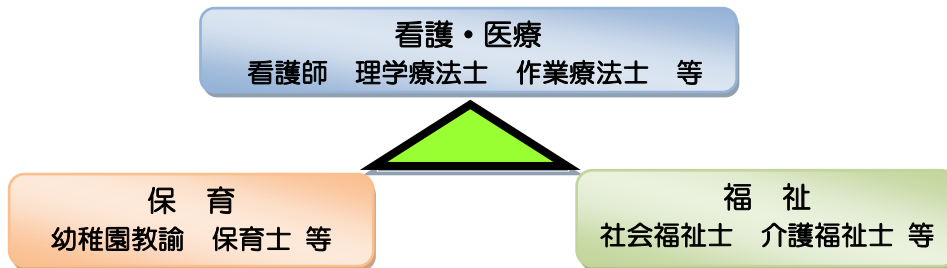 看護・医療
看護師　理学療法士　作業療法士　等
保　育
幼稚園教諭　保育士 等
福　祉
社会福祉士　介護福祉士 等